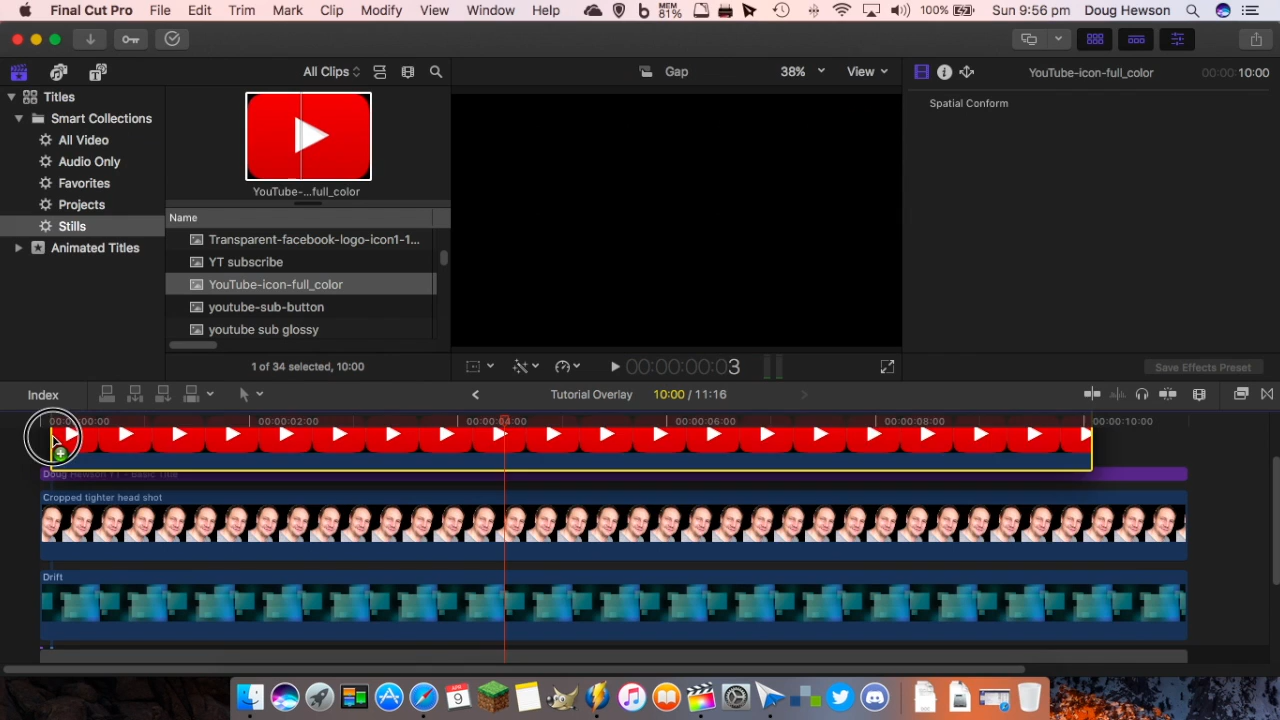 Final Cut Pro File Edit Trim Mark Clip Modify View Window Help MEM 81% 100% Sun 9:56 pm Doug Hewson
All Clips
Gap
38%
View
YouTube-icon-full_color
00:00:10:00
Titles
Smart Collections
All Video
Audio Only
Favorites
Projects
Stills
Animated Titles
YouTube-...full_color
Name
Transparent-facebook-logo-icon1-1...
YT subscribe
YouTube-icon-full_color
youtube-sub-button
youtube sub glossy
1 of 34 selected, 10:00
Spatial Conform
00:00:00:03
Save Effects Preset
Index
Tutorial Overlay
10:00 / 11:16
00:00:00:00
00:00:02:00
00:00:04:00
00:00:06:00
00:00:08:00
00:00:10:00
Doug Hewson YT - Basic Title
Cropped tighter head shot
Drift
APR
9